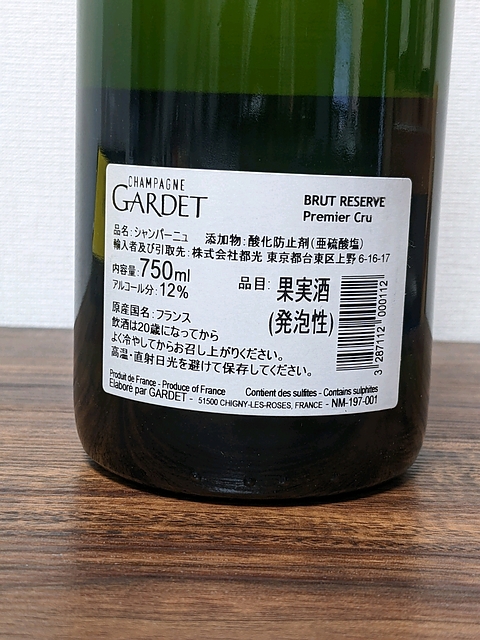 CHAMPAGNE
GARDET
BRUT RESERVE
Premier Cru
品名:シャンパーニュ 添加物:酸化防止剤(亜硫酸塩)
輸入者及び引取先:株式会社都光 東京都台東区上野 6-16-17
内容量:750ml
アルコール分:12%
品目:果実酒
(発泡性)
原産国名:フランス
飲酒は20歳になってから
よく冷やしてからお召し上がりください。
高温・直射日光を避けて保存してください。
3 287112 000112
Produit de France - Produce of France Contient des sulfites - Contains sulphites
Elaboré par GARDET - 51500 CHIGNY-LES-ROSES, FRANCE - NM-197-001